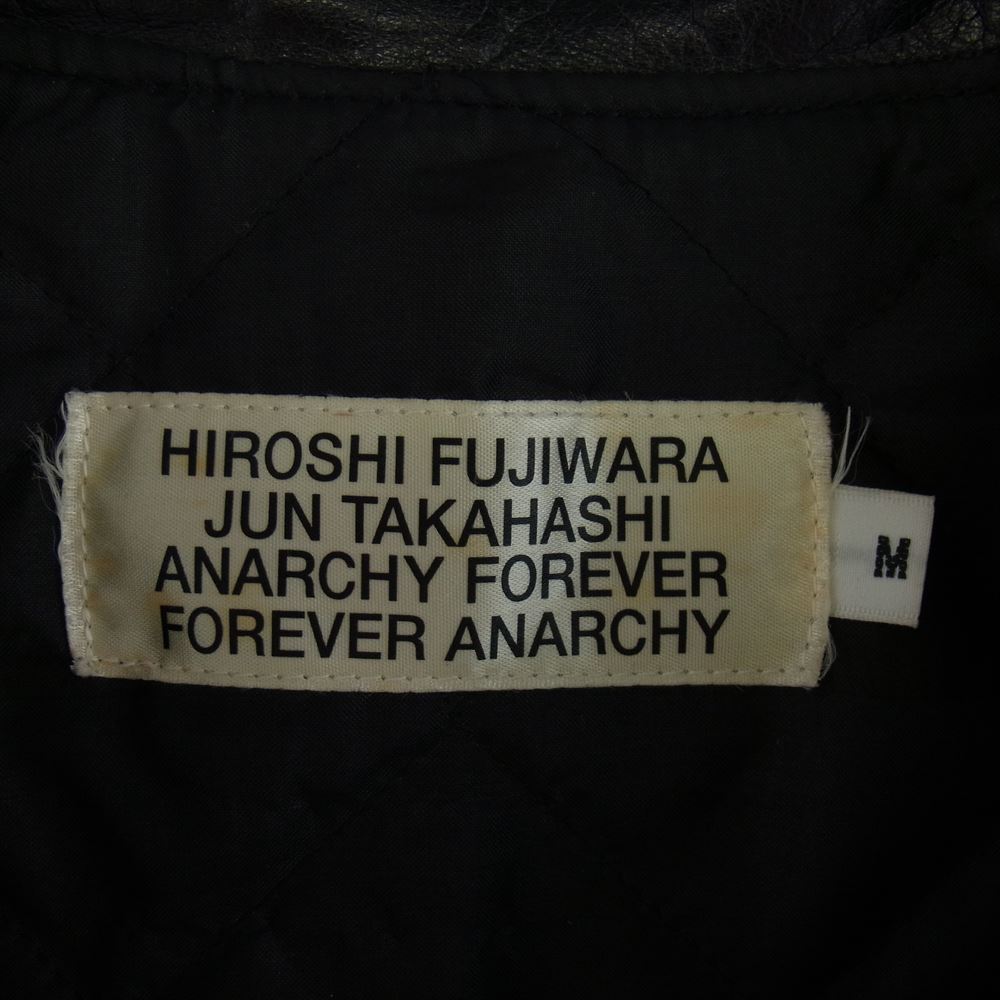 HIROSHI FUJIWARA
JUN TAKAHASHI
ANARCHY FOREVER
FOREVER ANARCHY
M